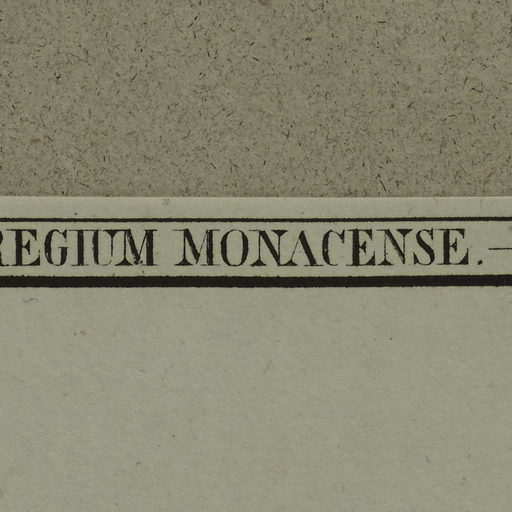 REGIUM MONACENSE. —